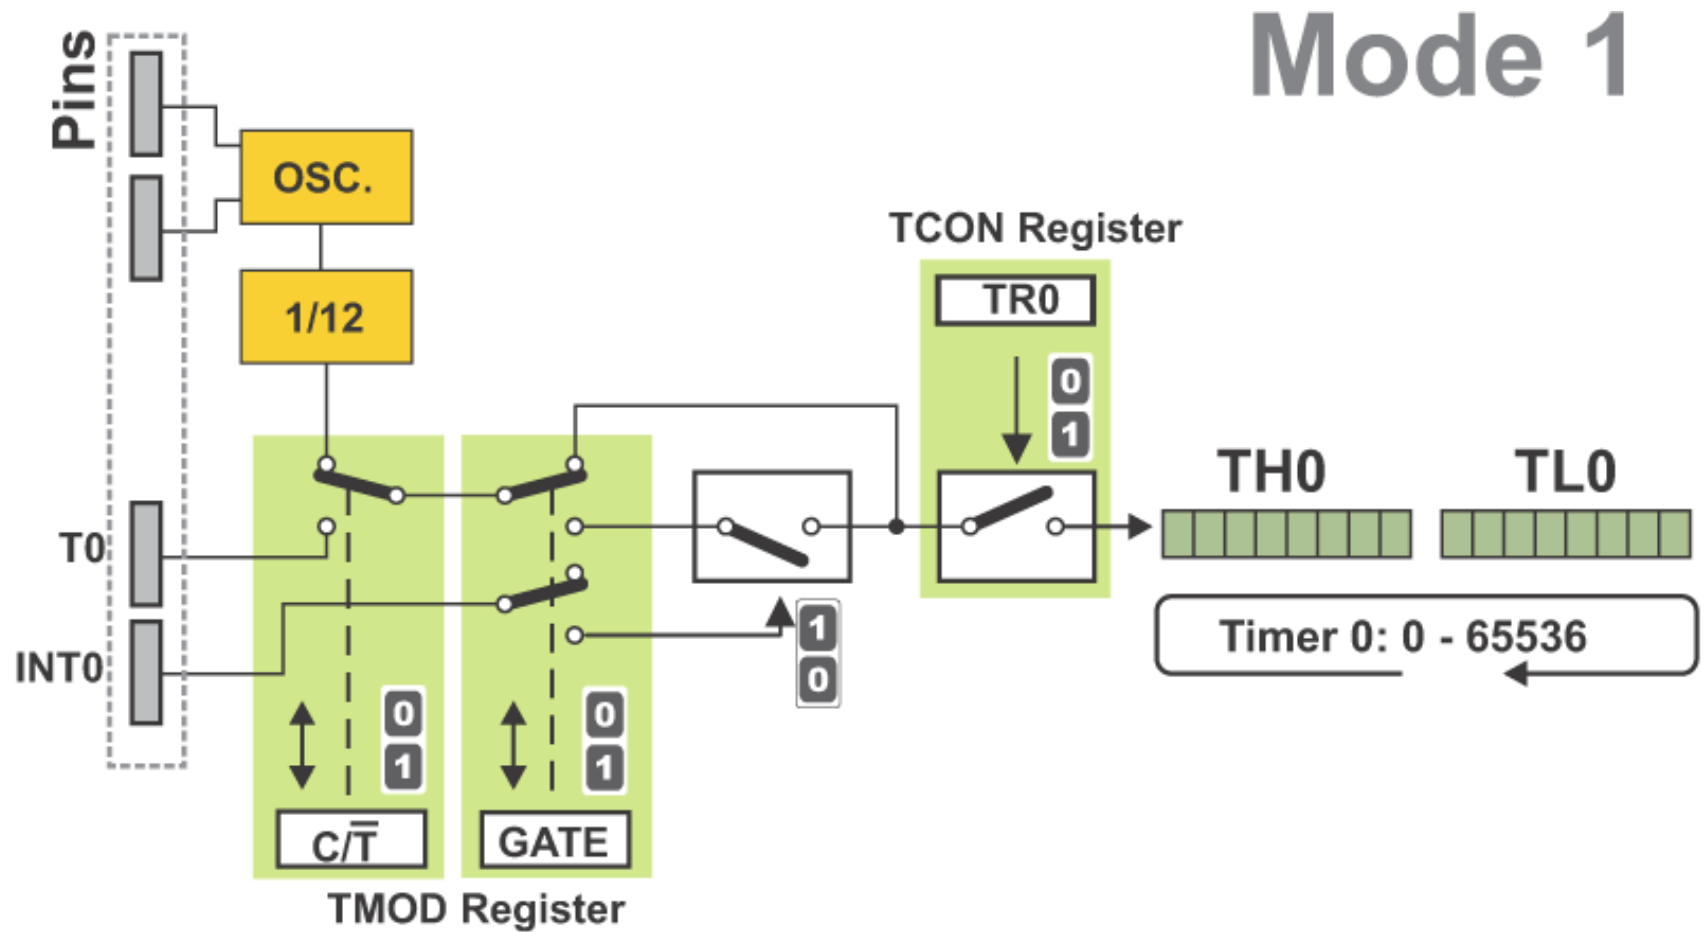 Mode 1
Pins
OSC.
1/12
TCON Register
TR0
0
1
TH0 TL0
T0
INT0
1
0
Timer 0: 0 - 65536
0
1
0
1
C/T̅
GATE
TMOD Register